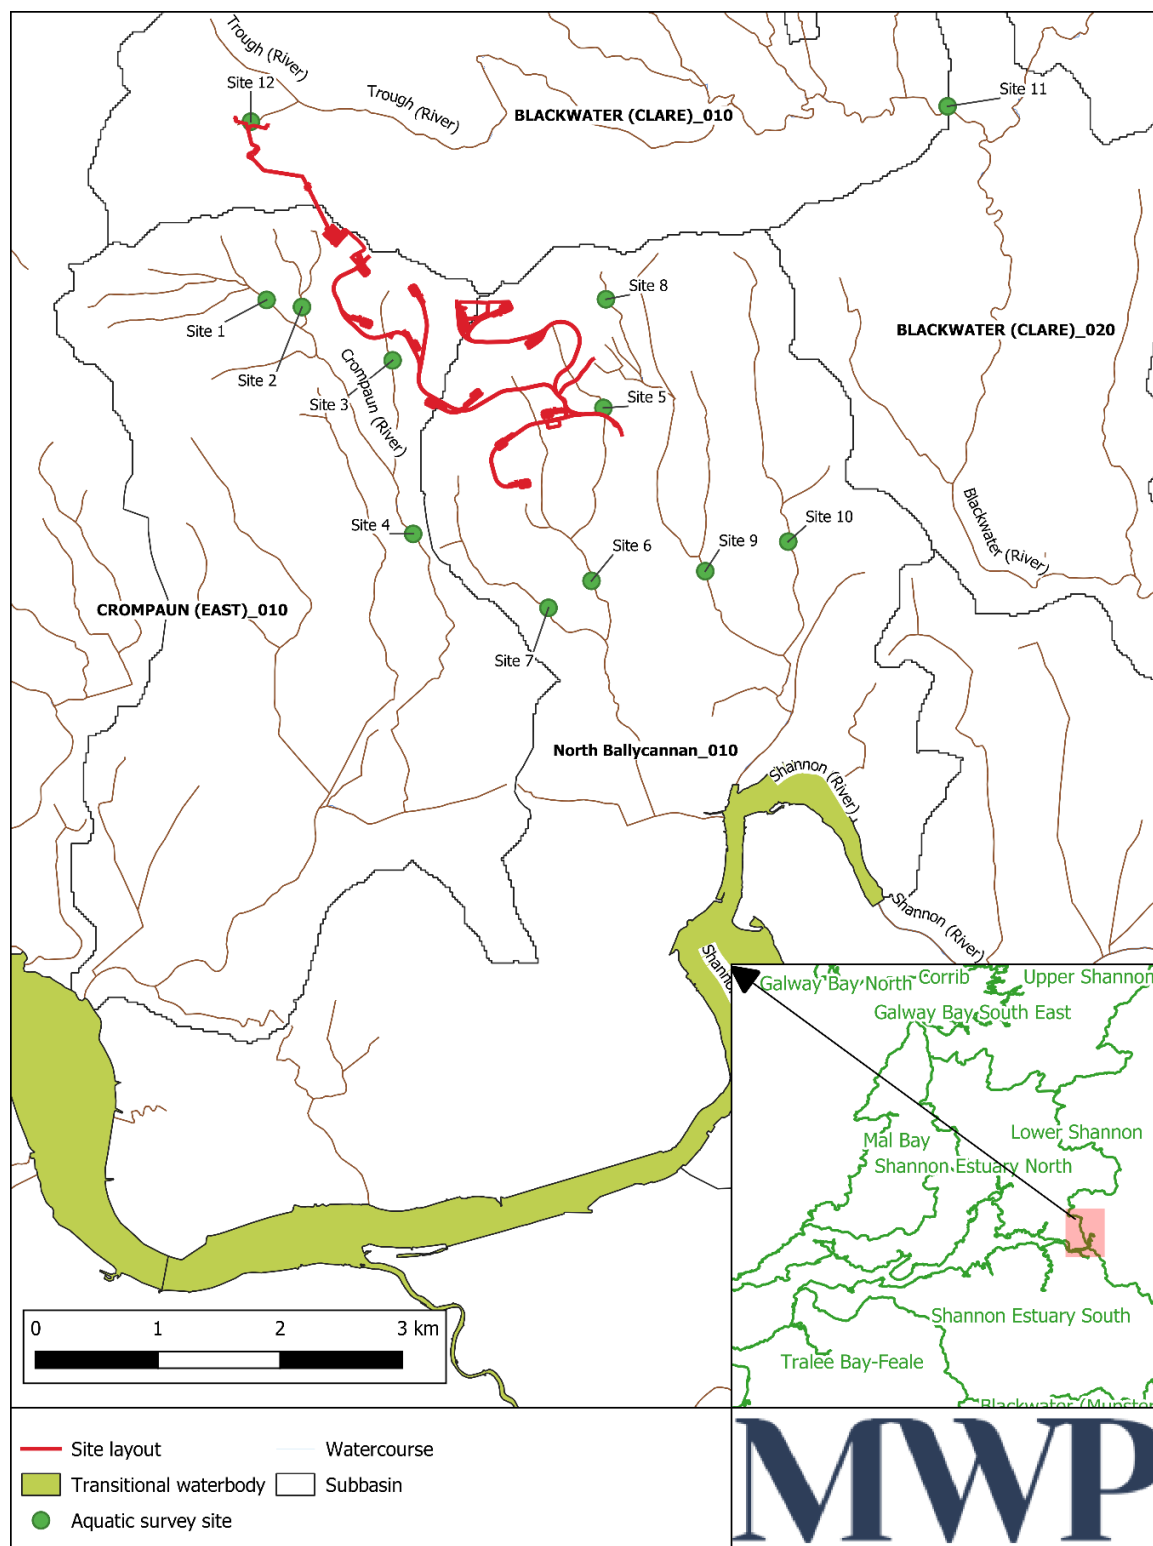 Trough (River)
Site 12
Trough (River)
BLACKWATER (CLARE)_010
Site 11
Site 8
Site 1
BLACKWATER (CLARE)_020
Site 2
Crompaun (River)
Site 3
Site 5
Blackwater (River)
Site 4
Site 10
Site 6
Site 9
CROMPAUN (EAST)_010
Site 7
North Ballycannan_010
Shannon (River)
Shannon (River)
Shanno
Galway Bay North
Corrib
Upper Shannon
Galway Bay South East
Mal Bay
Lower Shannon
Shannon Estuary North
Shannon Estuary South
Tralee Bay-Feale
Blackwater (Munster
0 1 2 3 km
Site layout
Watercourse
Transitional waterbody
Subbasin
Aquatic survey site
MWP